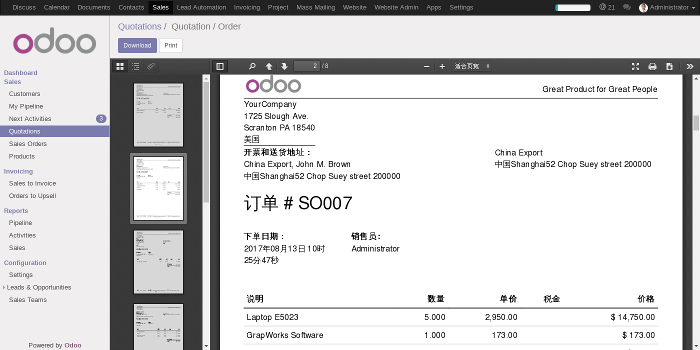 Discuss Calendar Documents Contacts Sales Lead Automation Invoicing Project Mass Mailing Website Website Admin Apps Settings @ 21 Administrator
odoo
Quotations / Quotation / Order
Download Print
Dashboard
Sales
Customers
My Pipeline
Next Activities 3
Quotations
Sales Orders
Products
Invoicing
Sales to Invoice
Orders to Upsell
Reports
Pipeline
Activities
Sales
Configuration
Settings
Leads & Opportunities
Sales Teams
Powered by Odoo
2 / 8
适合页宽
odoo
Great Product for Great People
YourCompany
1725 Slough Ave.
Scranton PA 18540
美国
开票和送货地址:
China Export, John M. Brown
中国Shanghai52 Chop Suey street 200000
China Export
中国Shanghai52 Chop Suey street 200000
订单 # SO007
下单日期: 销售员:
2017年08月13日 10时 Administrator
25分47秒
说明 数量 单价 税金 价格
Laptop E5023 5.000 2,950.00 $ 14,750.00
GrapWorks Software 1.000 173.00 $ 173.00